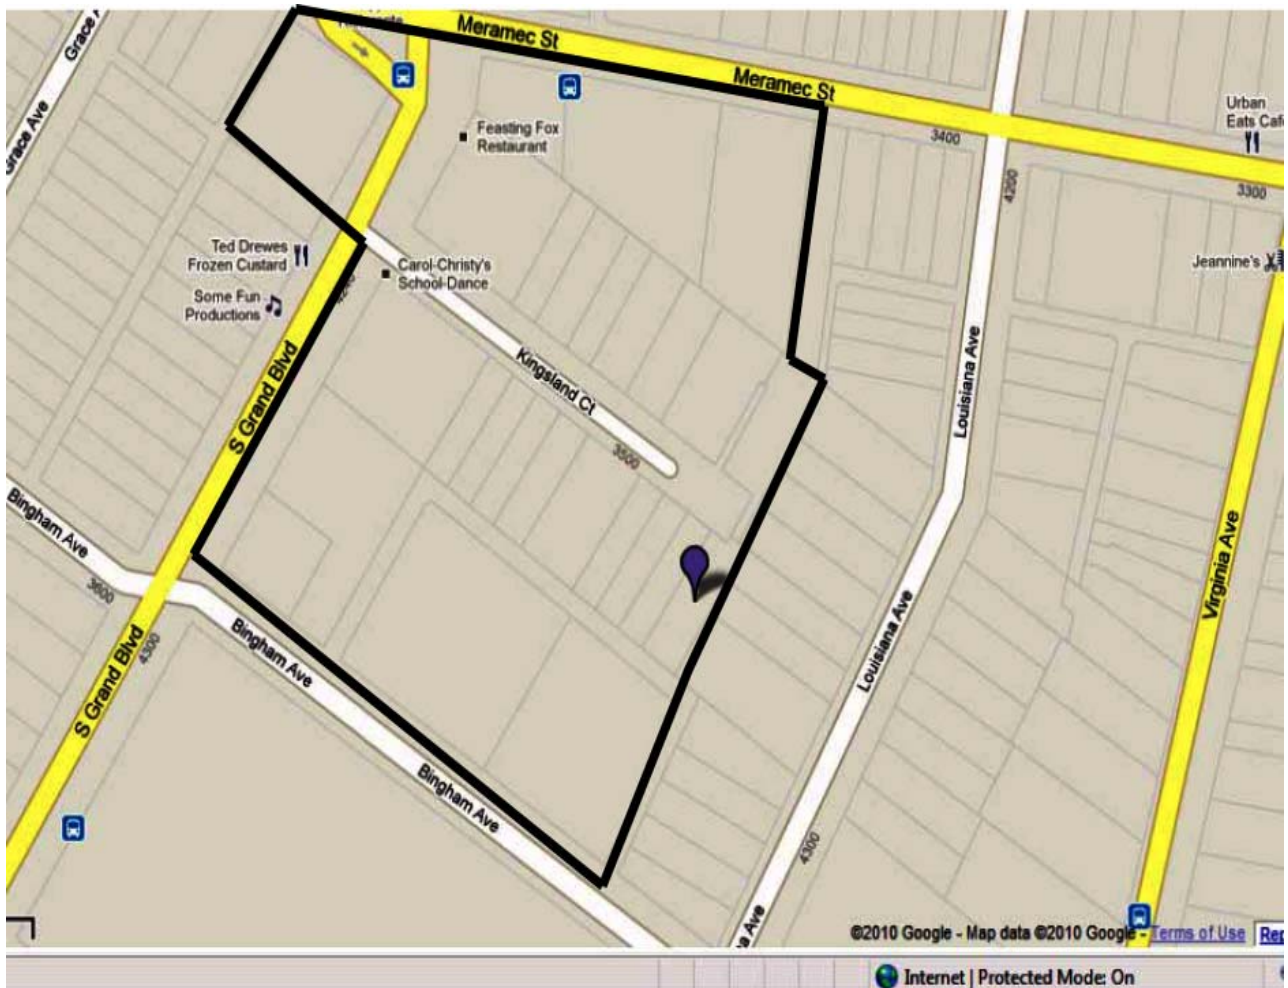 Grace
Meramec St
Meramec St
Grace Ave
Urban
Eats Cafe
3400
Feasting Fox
Restaurant
4200
3300
Ted Drewes
Frozen Custard
Carol-Christy's
School-Dance
Jeannine's
Some Fun
Productions
Kingsland Ct
Louisiana Ave
S Grand Blvd
3500
Bingham Ave
Virginia Ave
3600
Louisiana Ave
Bingham Ave
4300
S Grand Blvd
Bingham Ave
4300
Ave
©2010 Google - Map data ©2010 Google - Terms of Use Rep
Internet | Protected Mode: On